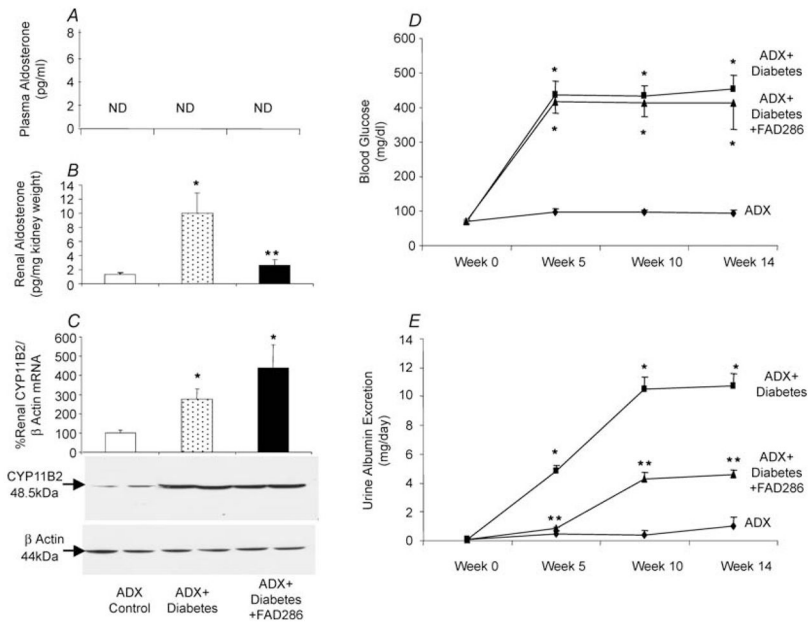 A
Plasma Aldosterone
(pg/ml)
8
6
4
2
0
ND ND ND
B
Renal Aldosterone
(pg/mg kidney weight)
14
12
10
8
6
4
2
0
*
**
C
%Renal CYP11B2/
β Actin mRNA
600
500
400
300
200
100
0
*
*
CYP11B2
48.5kDa
β Actin
44kDa
ADX
Control
ADX+
Diabetes
ADX+
Diabetes
+FAD286
D
Blood Glucose
(mg/dl)
600
500
400
300
200
100
0
* * *
* * *
ADX+
Diabetes
ADX+
Diabetes
+FAD286
ADX
Week 0 Week 5 Week 10 Week 14
E
Urine Albumin Excretion
(mg/day)
14
12
10
8
6
4
2
0
* * *
** ** **
ADX+
Diabetes
ADX+
Diabetes
+FAD286
ADX
Week 0 Week 5 Week 10 Week 14